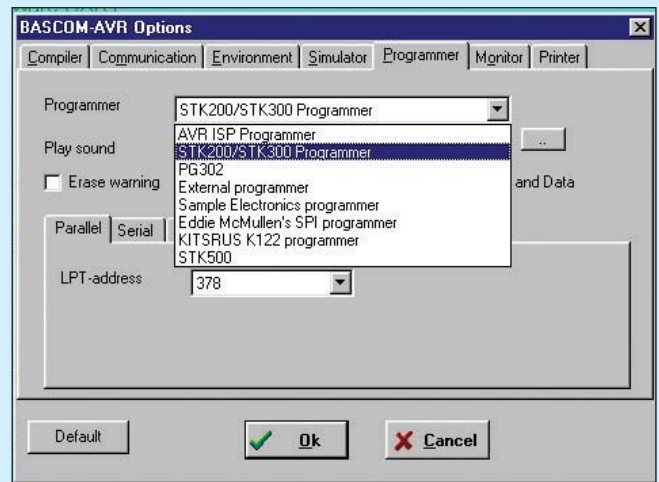 BASCOM-AVR Options
Compiler Communication Environment Simulator Programmer Monitor Printer
Programmer STK200/STK300 Programmer
AVR ISP Programmer
Play sound ..
STK200/STK300 Programmer
PG302
Erase warning External programmer and Data
Sample Electronics programmer
Eddie McMullen's SPI programmer
Parallel Serial
KITSRUS K122 programmer
STK500
LPT-address 378
Default Ok Cancel